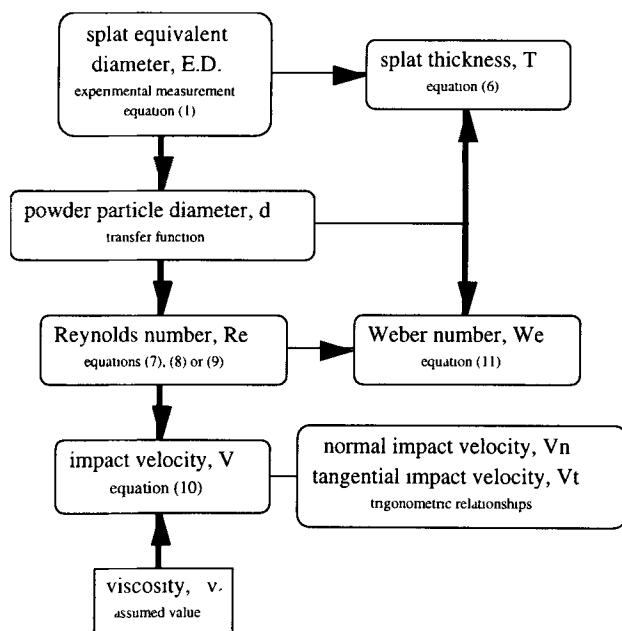 splat equivalent
diameter, E.D.
experimental measurement
equation (1)
splat thickness, T
equation (6)
powder particle diameter, d
transfer function
Reynolds number, Re
equations (7), (8) or (9)
Weber number, We
equation (11)
impact velocity, V
equation (10)
normal impact velocity, Vn
tangential impact velocity, Vt
trigonometric relationships
viscosity, ν
assumed value